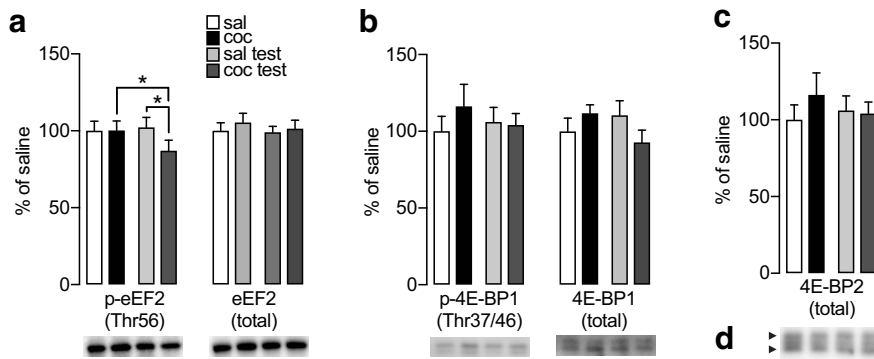 a
sal
coc
sal test
coc test
% of saline
150
100
50
0
*
*
p-eEF2
(Thr56)
eEF2
(total)
b
% of saline
150
100
50
0
p-4E-BP1
(Thr37/46)
4E-BP1
(total)
c
% of saline
150
100
50
0
4E-BP2
(total)
d